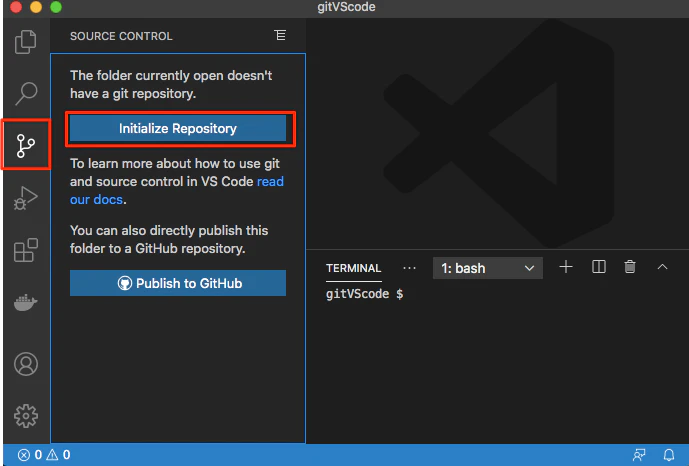 gitVScode
SOURCE CONTROL
The folder currently open doesn't
have a git repository.
Initialize Repository
To learn more about how to use git
and source control in VS Code read
our docs.
You can also directly publish this
folder to a GitHub repository.
Publish to GitHub
TERMINAL ··· 1: bash
gitVScode $
0 0